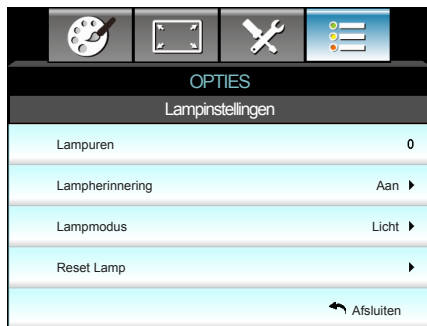 OPTIES
Lampinstellingen
Lampuren 0
Lampherinnering Aan
Lampmodus Licht
Reset Lamp
Afsluiten